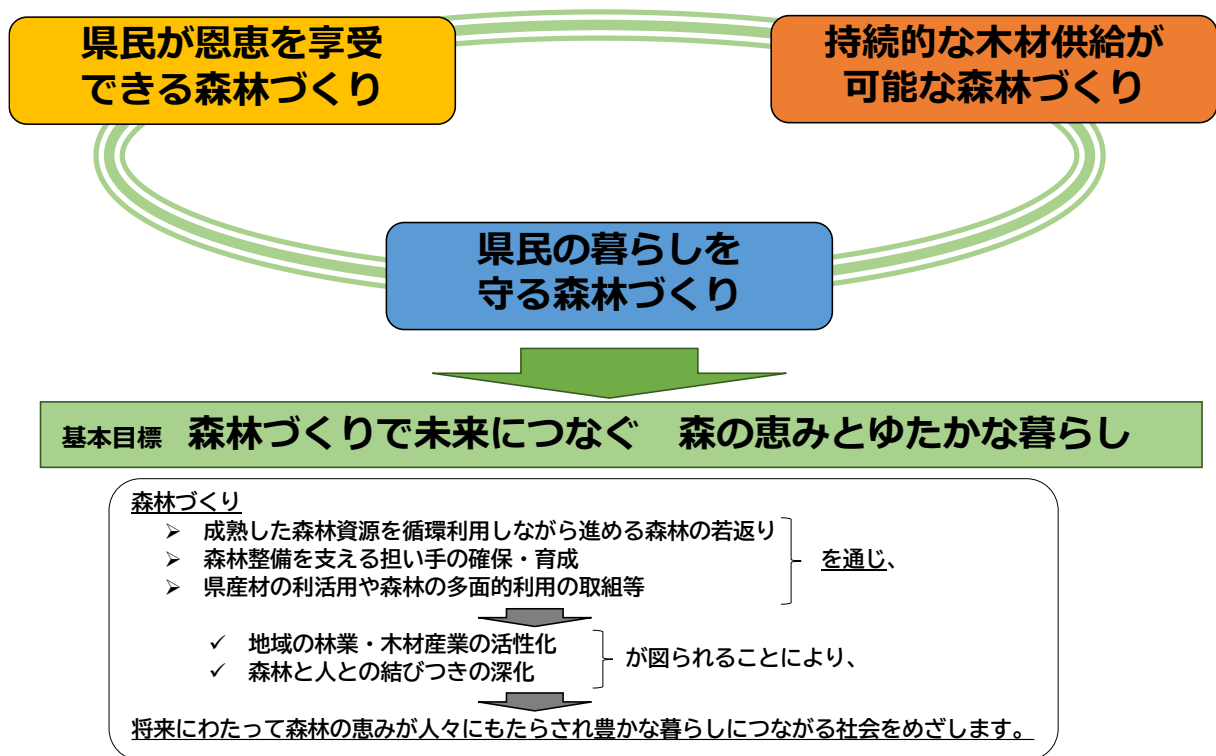 県民が恩恵を享受
できる森林づくり
持続的な木材供給が
可能な森林づくり
県民の暮らしを
守る森林づくり
基本目標 森林づくりで未来につなぐ 森の恵みとゆたかな暮らし
森林づくり
➢ 成熟した森林資源を循環利用しながら進める森林の若返り
➢ 森林整備を支える担い手の確保・育成
➢ 県産材の利活用や森林の多面的利用の取組等
を通じ、
✓ 地域の林業・木材産業の活性化
✓ 森林と人との結びつきの深化
が図られることにより、
将来にわたって森林の恵みが人々にもたらされ豊かな暮らしにつながる社会をめざします。